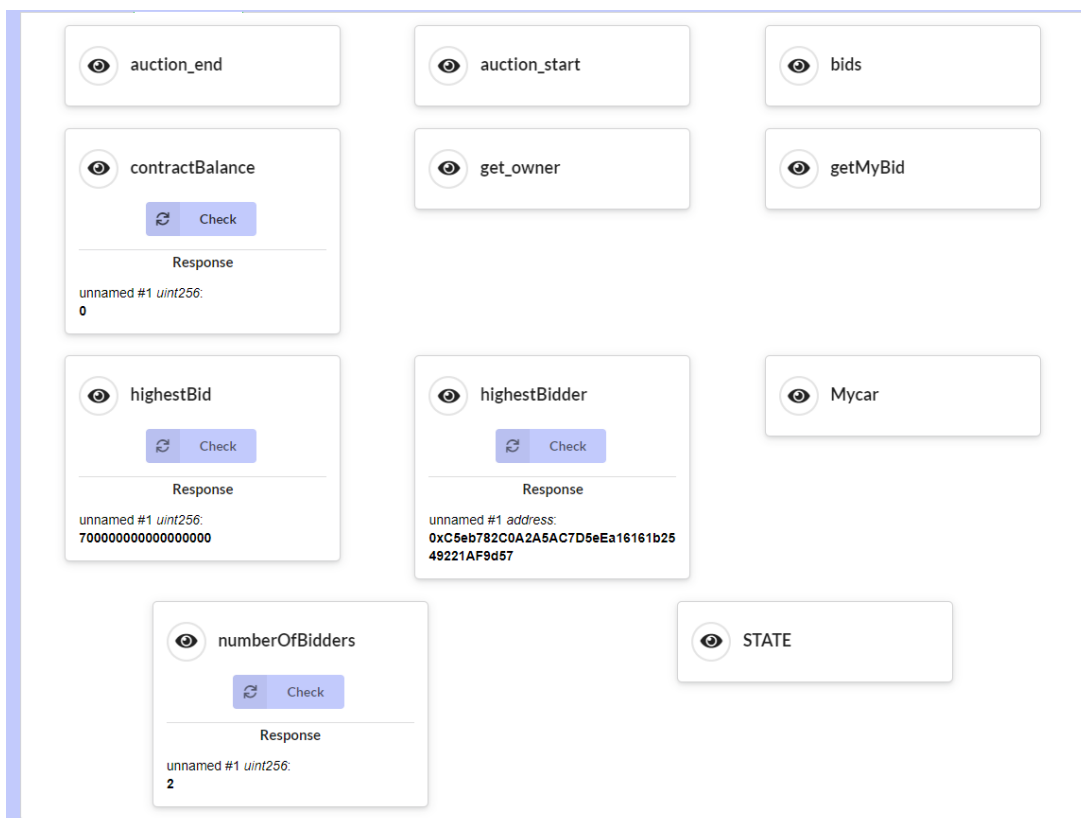 auction_end
auction_start
bids
contractBalance
Check
Response
unnamed #1 uint256:
0
get_owner
getMyBid
highestBid
Check
Response
unnamed #1 uint256:
700000000000000000
highestBidder
Check
Response
unnamed #1 address:
0xC5eb782C0A2A5AC7D5eEa16161b25
49221AF9d57
Mycar
numberOfBidders
Check
Response
unnamed #1 uint256:
2
STATE